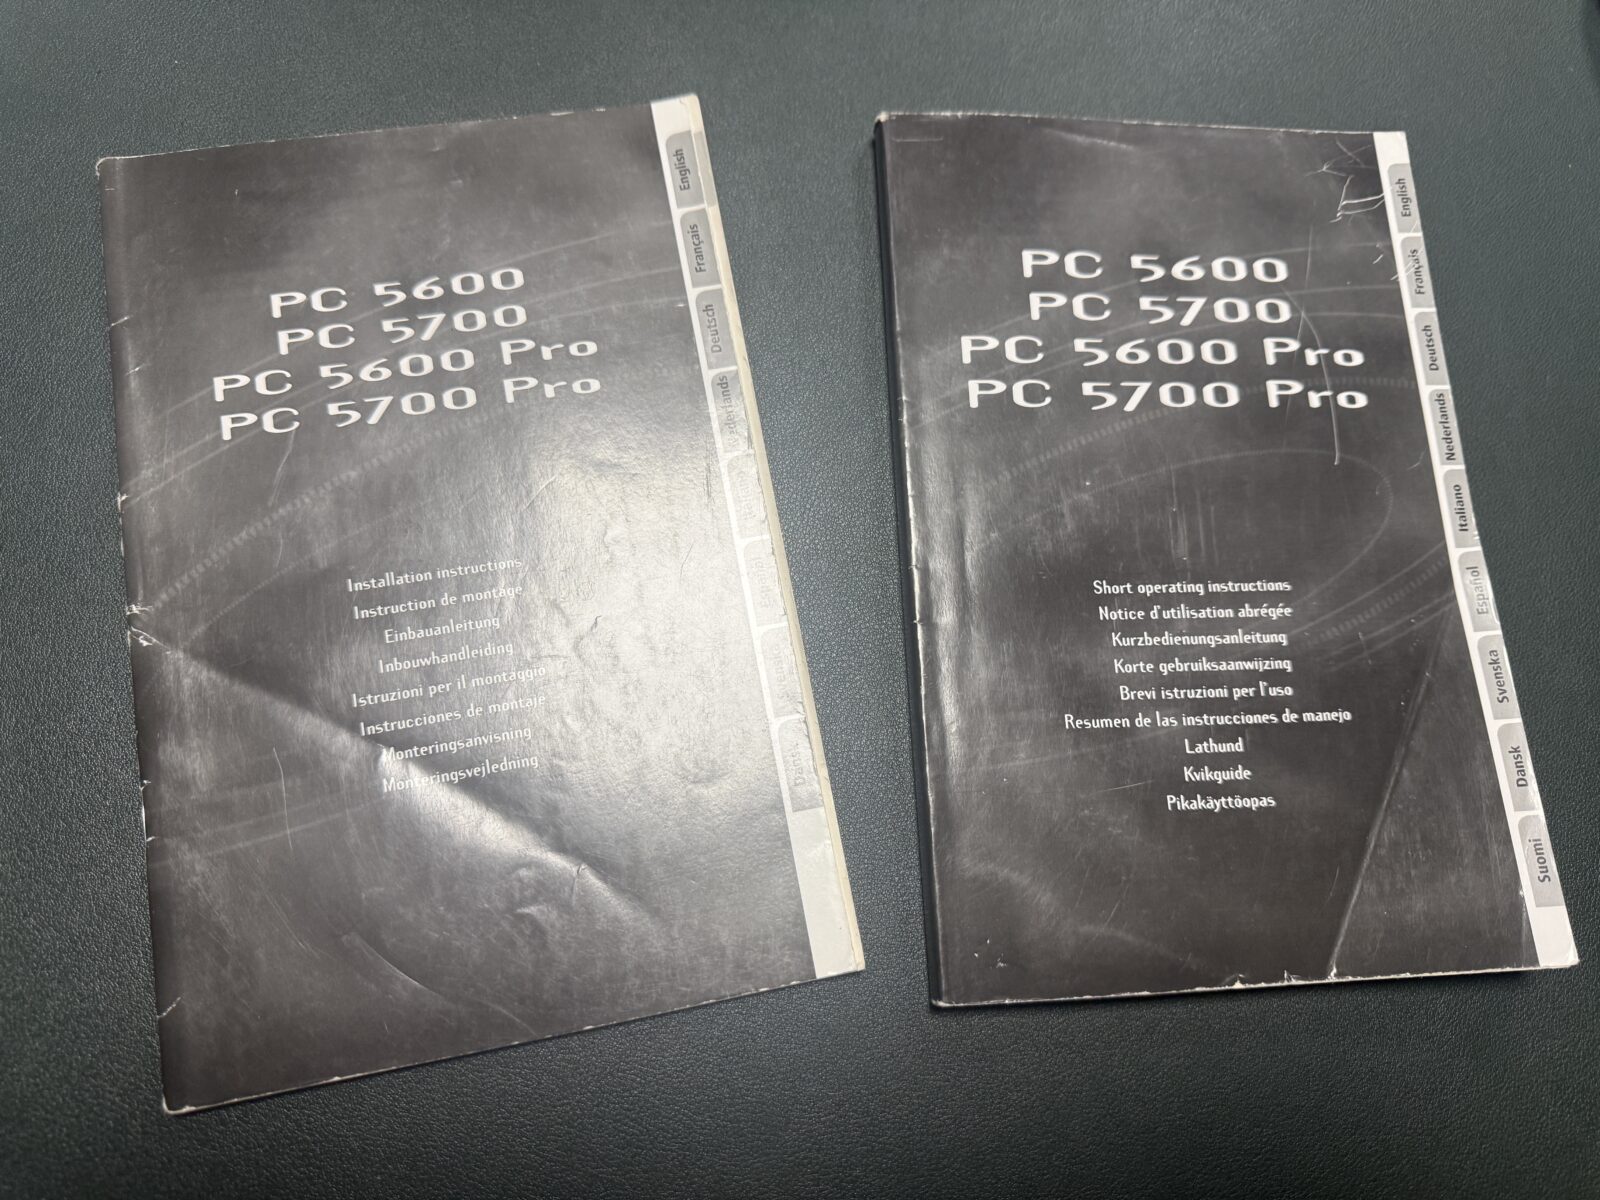 PC 5600
PC 5700
PC 5600 Pro
PC 5700 Pro
Installation instructions
Instruction de montage
Einbauanleitung
Inbouwhandleiding
Istruzioni per il montaggio
Instrucciones de montaje
Monteringsanvisning
Monteringsvejledning
English
Français
Deutsch
Nederlands
Español
Dansk
PC 5600
PC 5700
PC 5600 Pro
PC 5700 Pro
Short operating instructions
Notice d'utilisation abrégée
Kurzbedienungsanleitung
Korte gebruiksaanwijzing
Brevi istruzioni per l'uso
Resumen de las instrucciones de manejo
Lathund
Kvikguide
Pikakäyttöopas
English
Français
Deutsch
Nederlands
Italiano
Español
Svenska
Dansk
Suomi